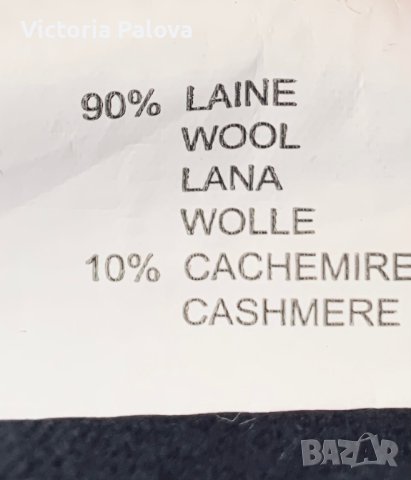 Victoria Palova
90% LAINE
WOOL
LANA
WOLLE
10% CACHEMIRE
CASHMERE
BAZAR